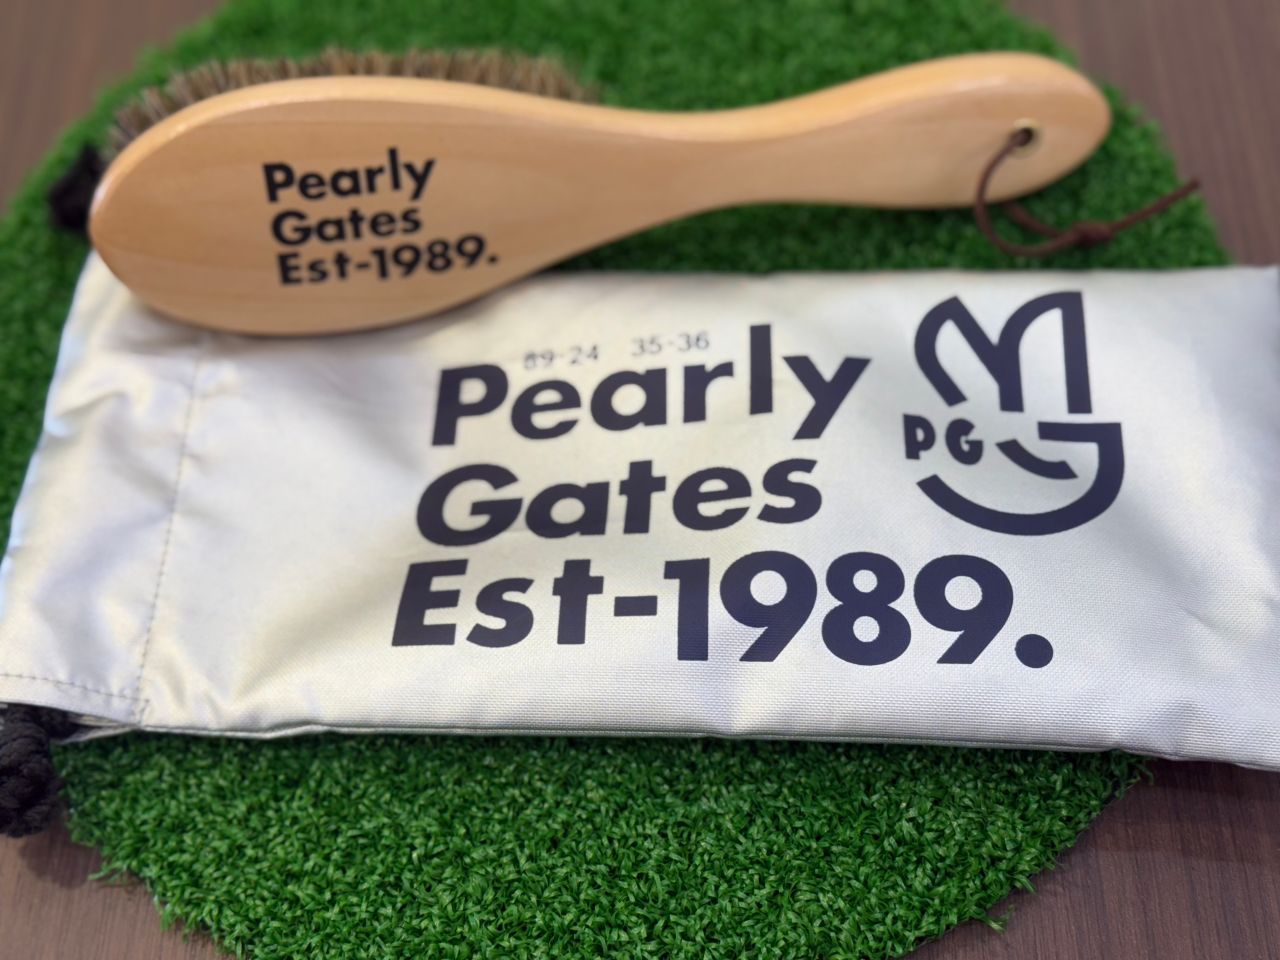 Pearly
Gates
Est-1989.
89-24 35-36
Pearly
Gates
Est-1989.
PG